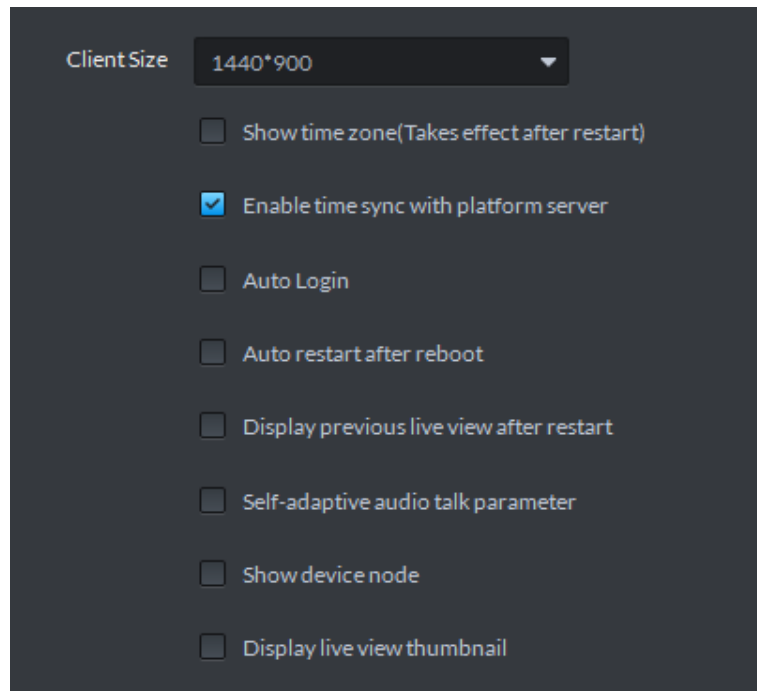 Client Size 1440*900
Show time zone(Takes effect after restart)
Enable time sync with platform server
Auto Login
Auto restart after reboot
Display previous live view after restart
Self-adaptive audio talk parameter
Show device node
Display live view thumbnail